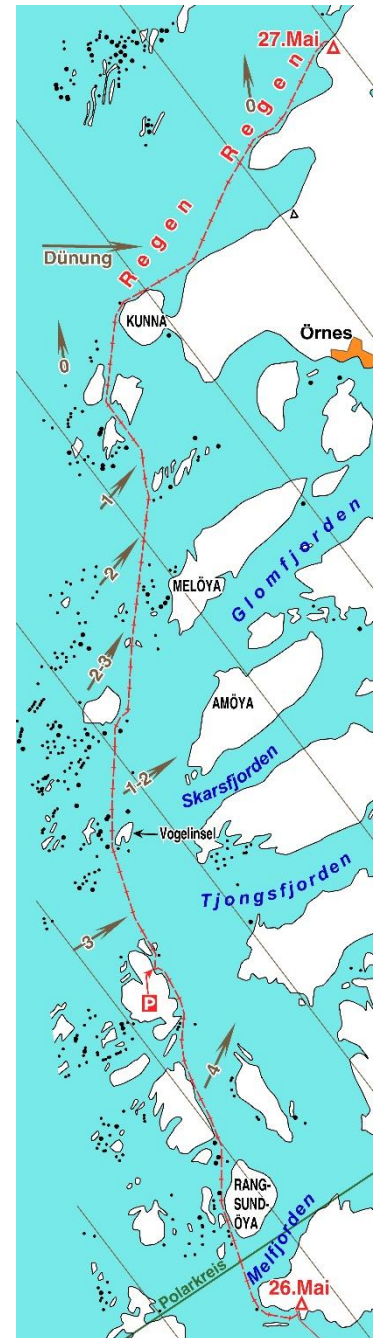 27.Mai
0
Regen
Regen
Dünung
KUNNA
Örnes
0
1
2
Glomfjorden
MELÖYA
2-3
AMÖYA
1-2
Skarsfjorden
Vogelinsel
Tjongsfjorden
3
P
4
RANG-
SUND-
ÖYA
Melfjorden
Polarkreis
26.Mai